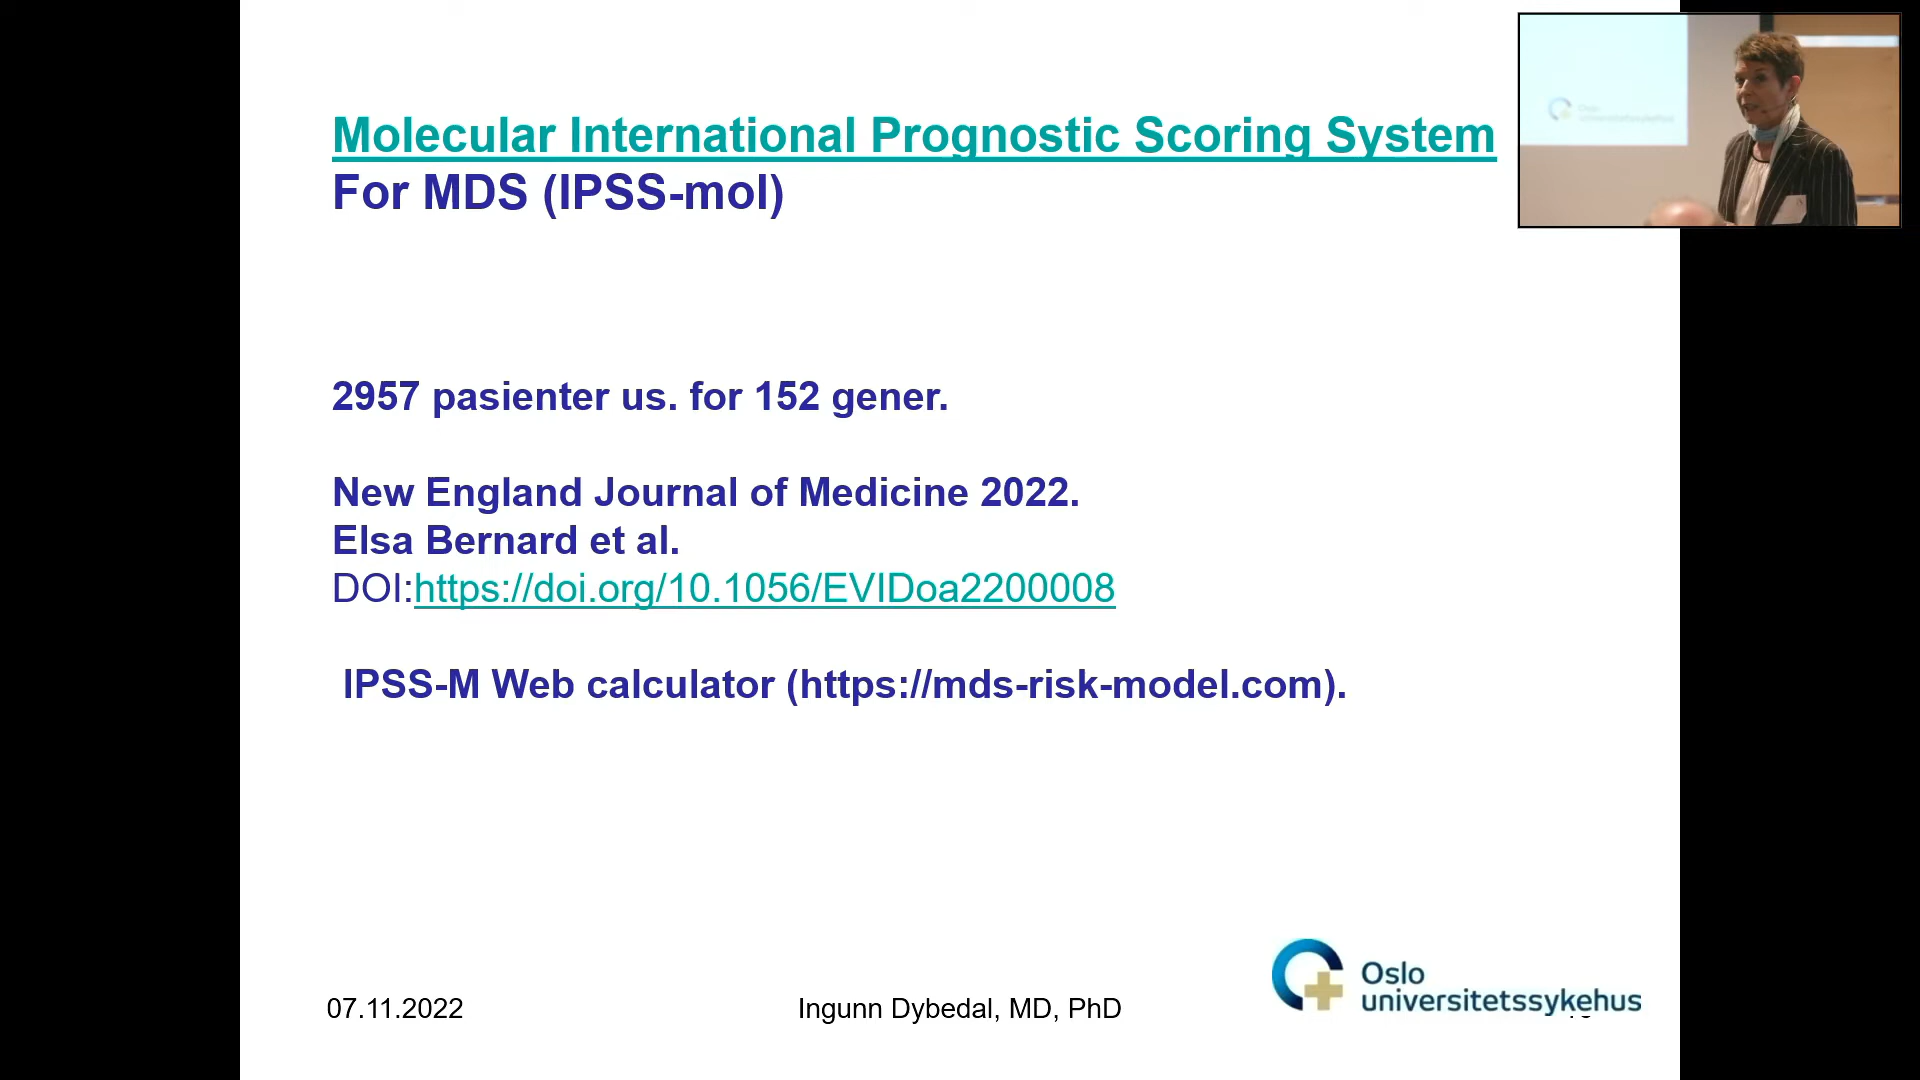 Molecular International Prognostic Scoring System
For MDS (IPSS-mol)
2957 pasienter us. for 152 gener.
New England Journal of Medicine 2022.
Elsa Bernard et al.
DOI:https://doi.org/10.1056/EVIDoa2200008
IPSS-M Web calculator (https://mds-risk-model.com).
07.11.2022
Ingunn Dybedal, MD, PhD
Oslo
universitetssykehus